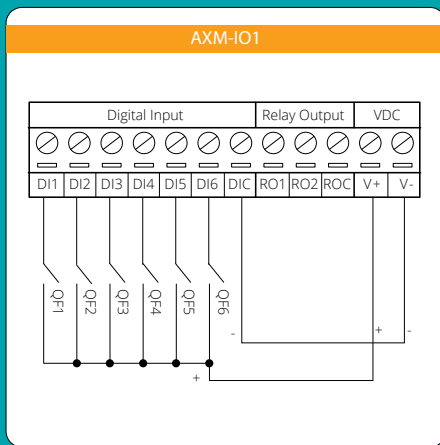 AXM-IO1
Digital Input Relay Output VDC
DI1 DI2 DI3 DI4 DI5 DI6 DIC RO1 RO2 ROC V+ V-
QF1 QF2 QF3 QF4 QF5 QF6
- + -
+